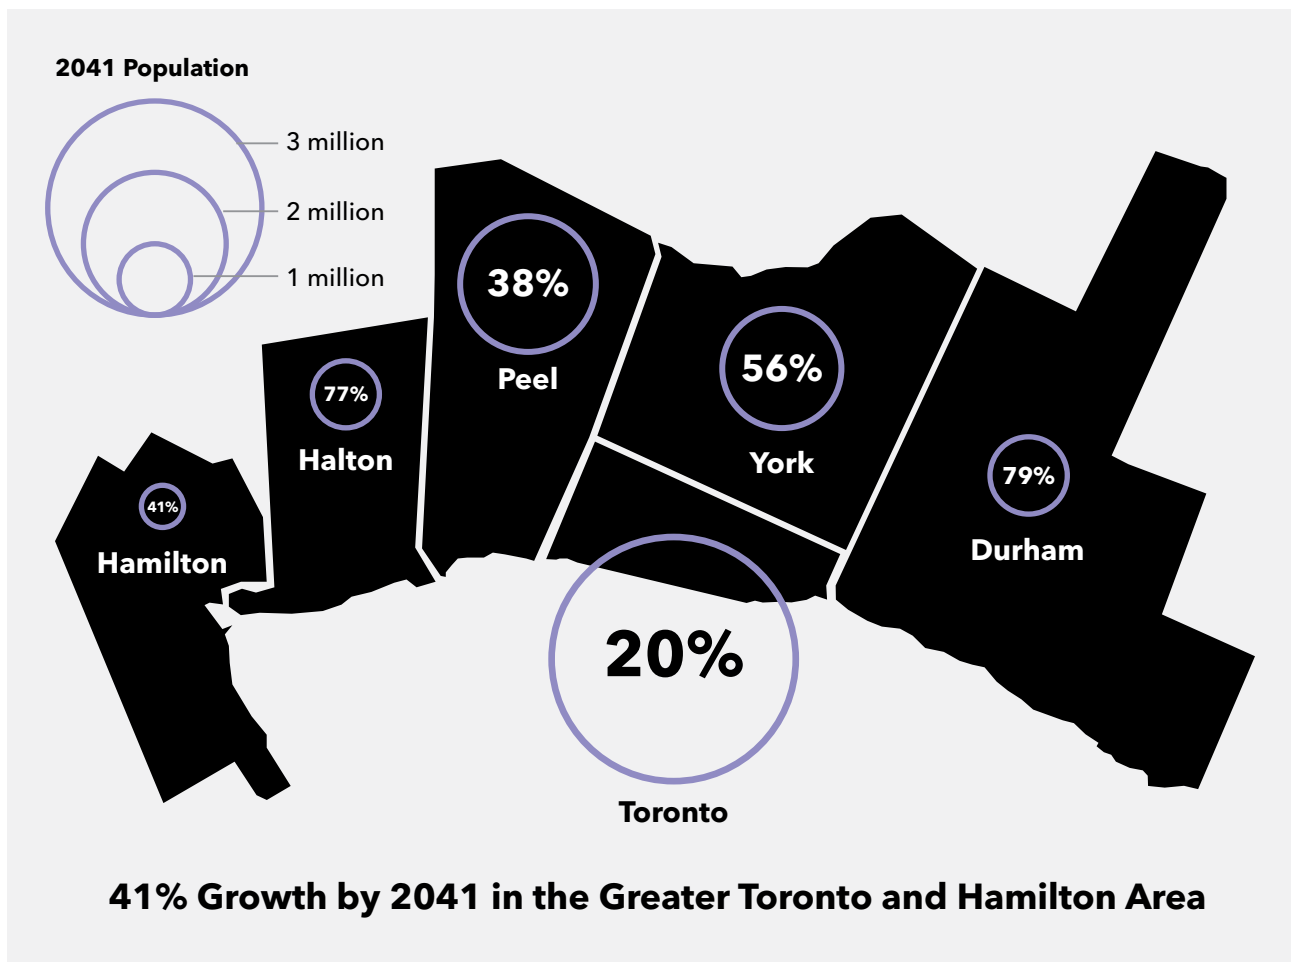 2041 Population
3 million
2 million
1 million
38%
Peel
56%
York
77%
Halton
79%
Durham
41%
Hamilton
20%
Toronto
41% Growth by 2041 in the Greater Toronto and Hamilton Area